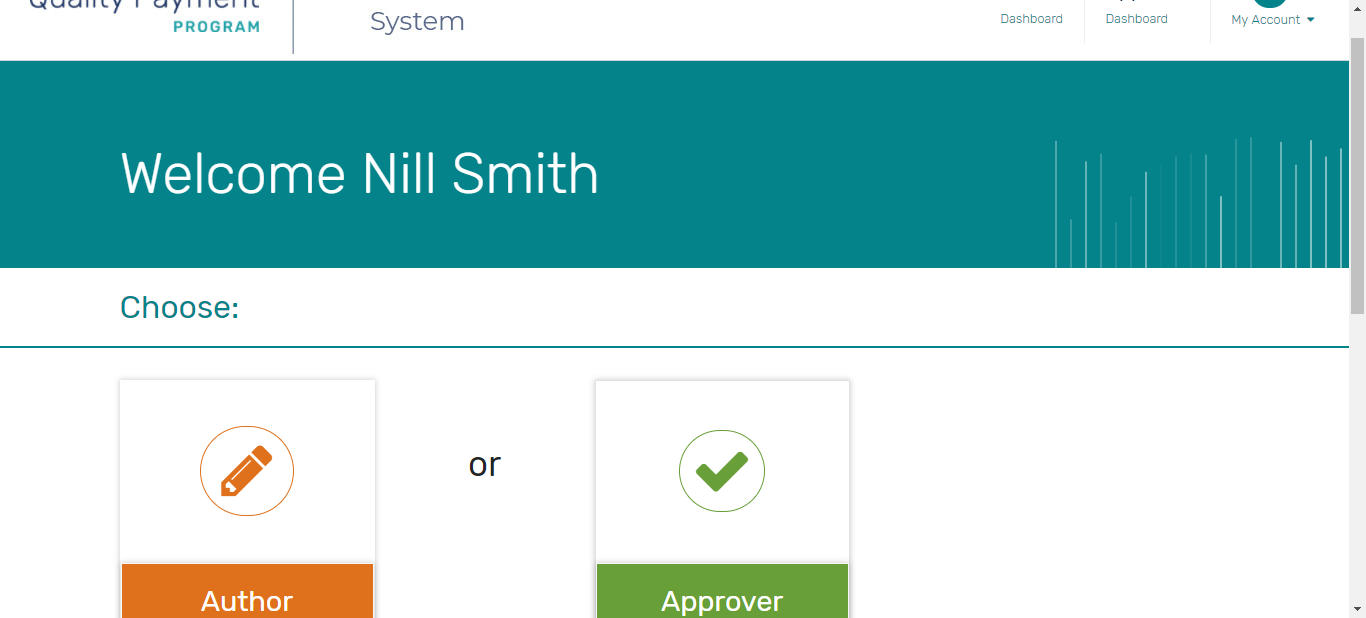 Quality Payment
PROGRAM
System
Dashboard
Dashboard
My Account
Welcome Nill Smith
Choose:
or
Author
Approver